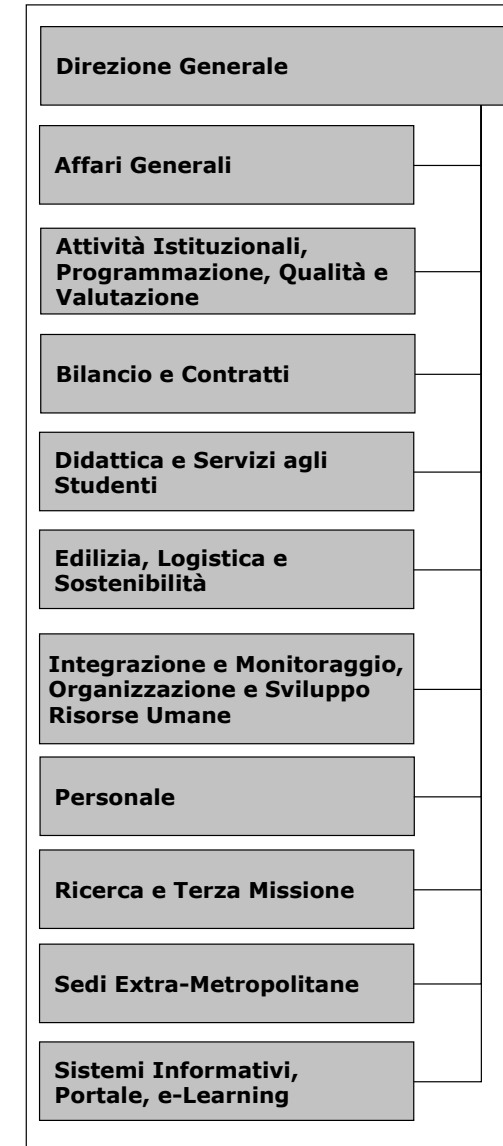 Direzione Generale
Affari Generali
Attività Istituzionali,
Programmazione, Qualità e
Valutazione
Bilancio e Contratti
Didattica e Servizi agli
Studenti
Edilizia, Logistica e
Sostenibilità
Integrazione e Monitoraggio,
Organizzazione e Sviluppo
Risorse Umane
Personale
Ricerca e Terza Missione
Sedi Extra-Metropolitane
Sistemi Informativi,
Portale, e-Learning